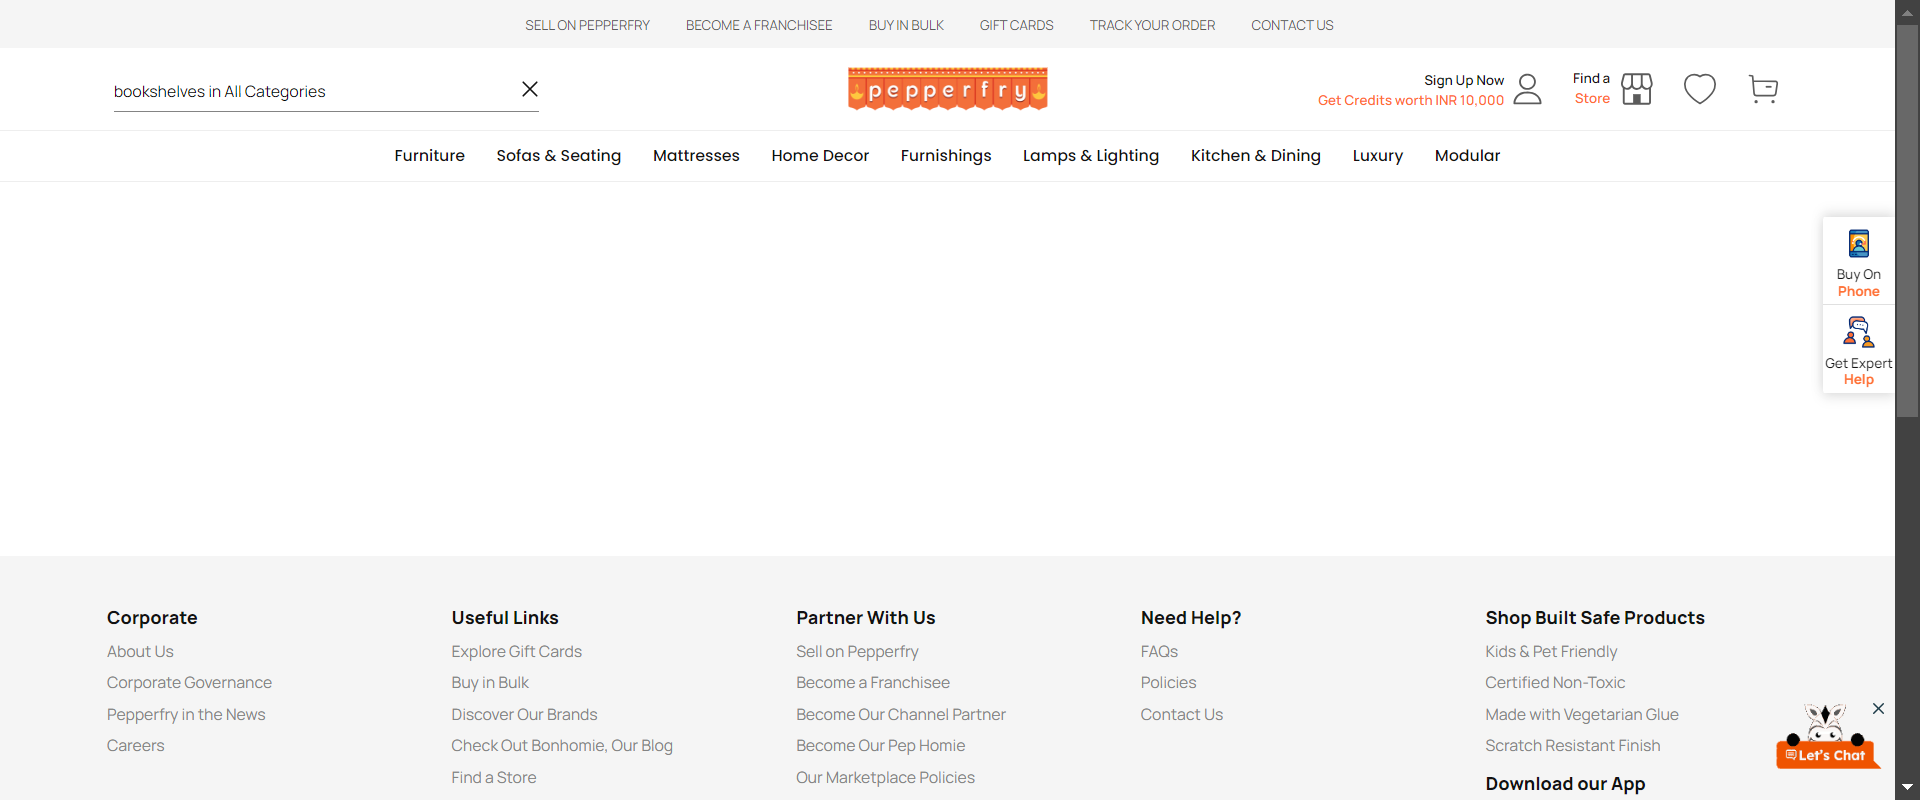 SELL ON PEPPERFRY BECOME A FRANCHISEE BUY IN BULK GIFT CARDS TRACK YOUR ORDER CONTACT US
bookshelves in All Categories
pepperfry
Sign Up Now
Get Credits worth INR 10,000
Find a
Store
Furniture Sofas & Seating Mattresses Home Decor Furnishings Lamps & Lighting Kitchen & Dining Luxury Modular
Buy On
Phone
Get Expert
Help
Corporate
About Us
Corporate Governance
Pepperfry in the News
Careers
Useful Links
Explore Gift Cards
Buy in Bulk
Discover Our Brands
Check Out Bonhomie, Our Blog
Find a Store
Partner With Us
Sell on Pepperfry
Become a Franchisee
Become Our Channel Partner
Become Our Pep Homie
Our Marketplace Policies
Need Help?
FAQs
Policies
Contact Us
Shop Built Safe Products
Kids & Pet Friendly
Certified Non-Toxic
Made with Vegetarian Glue
Scratch Resistant Finish
Download our App
Let's Chat